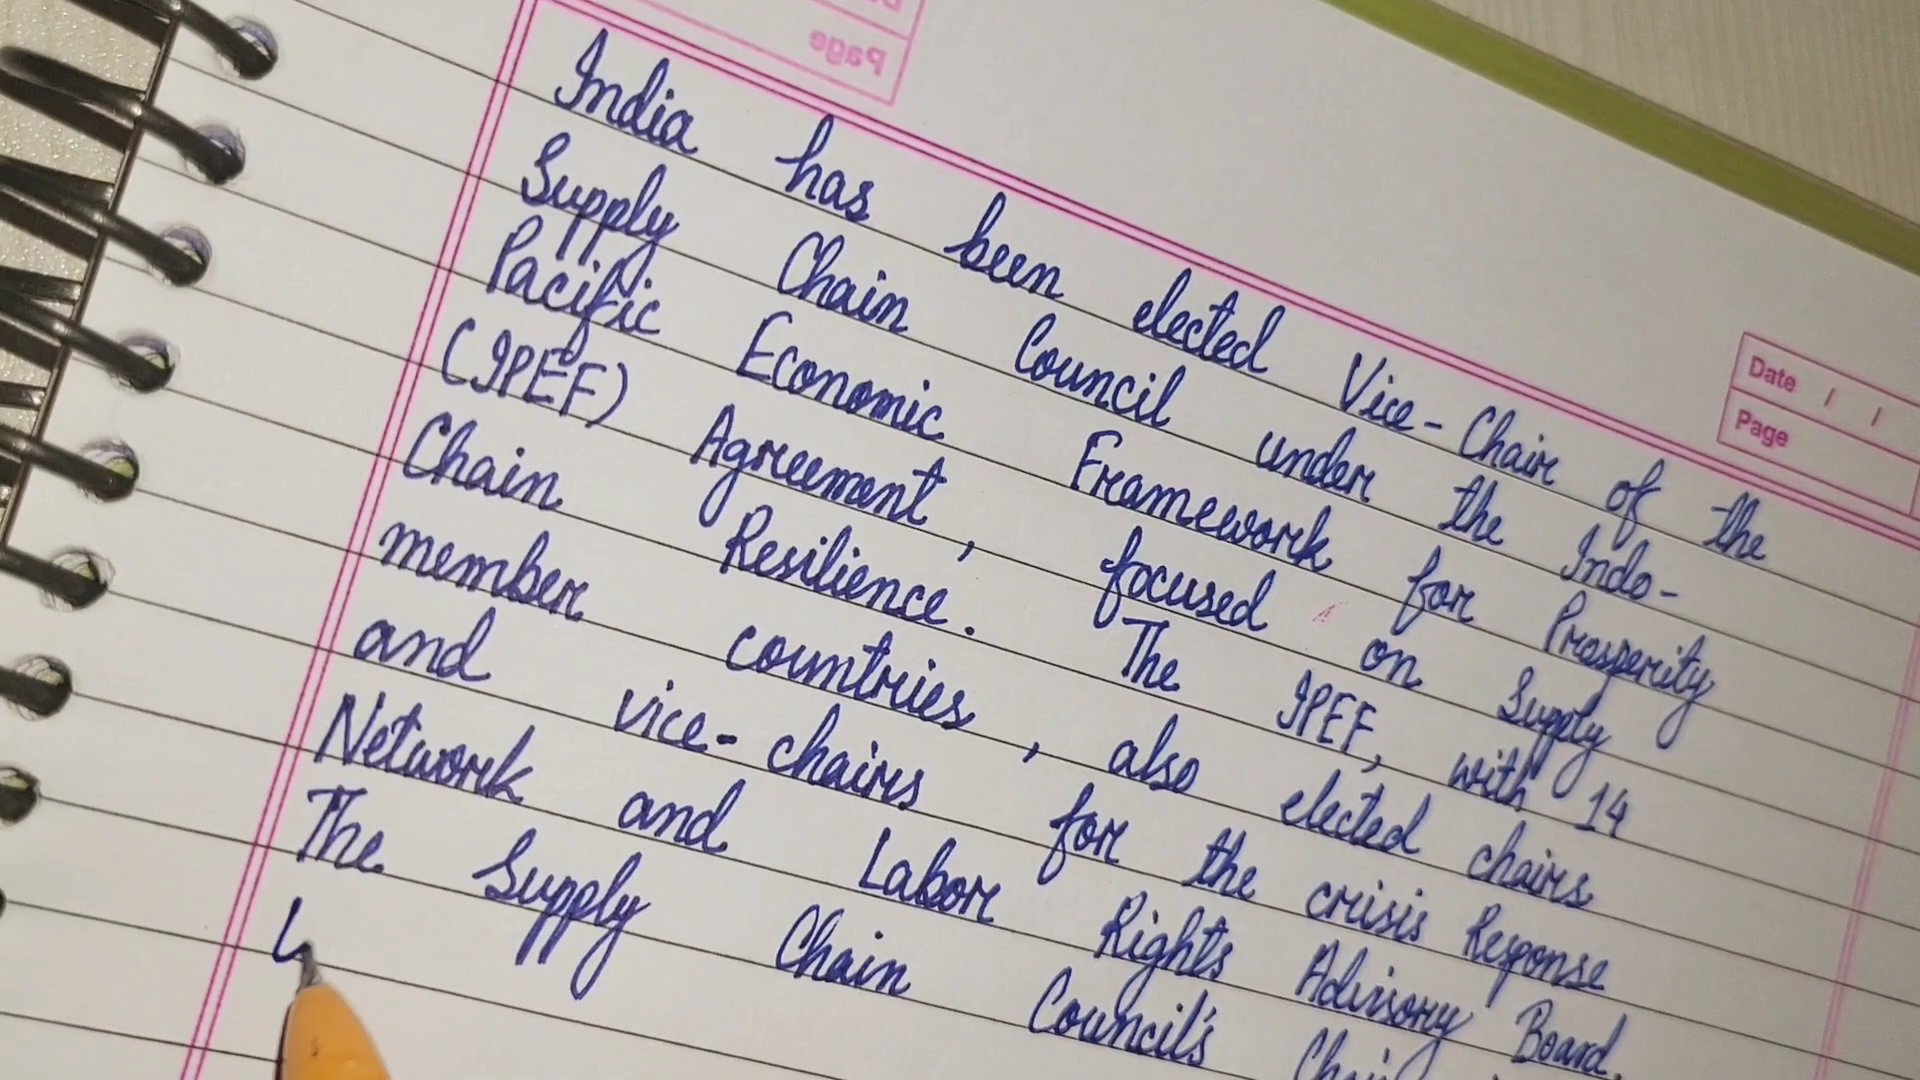 Page
Date / /
Page
India has been elected Vice-Chair of the
Supply Chain Council under the Indo-
Pacific Economic Framework for Prosperity
(IPEF) Agreement, focused on Supply
Chain Resilience. The IPEF, with 14
member countries, also elected chairs
and vice-chairs for the crisis Response
Network and Labor Rights Advisory Board.
The Supply Chain Council's